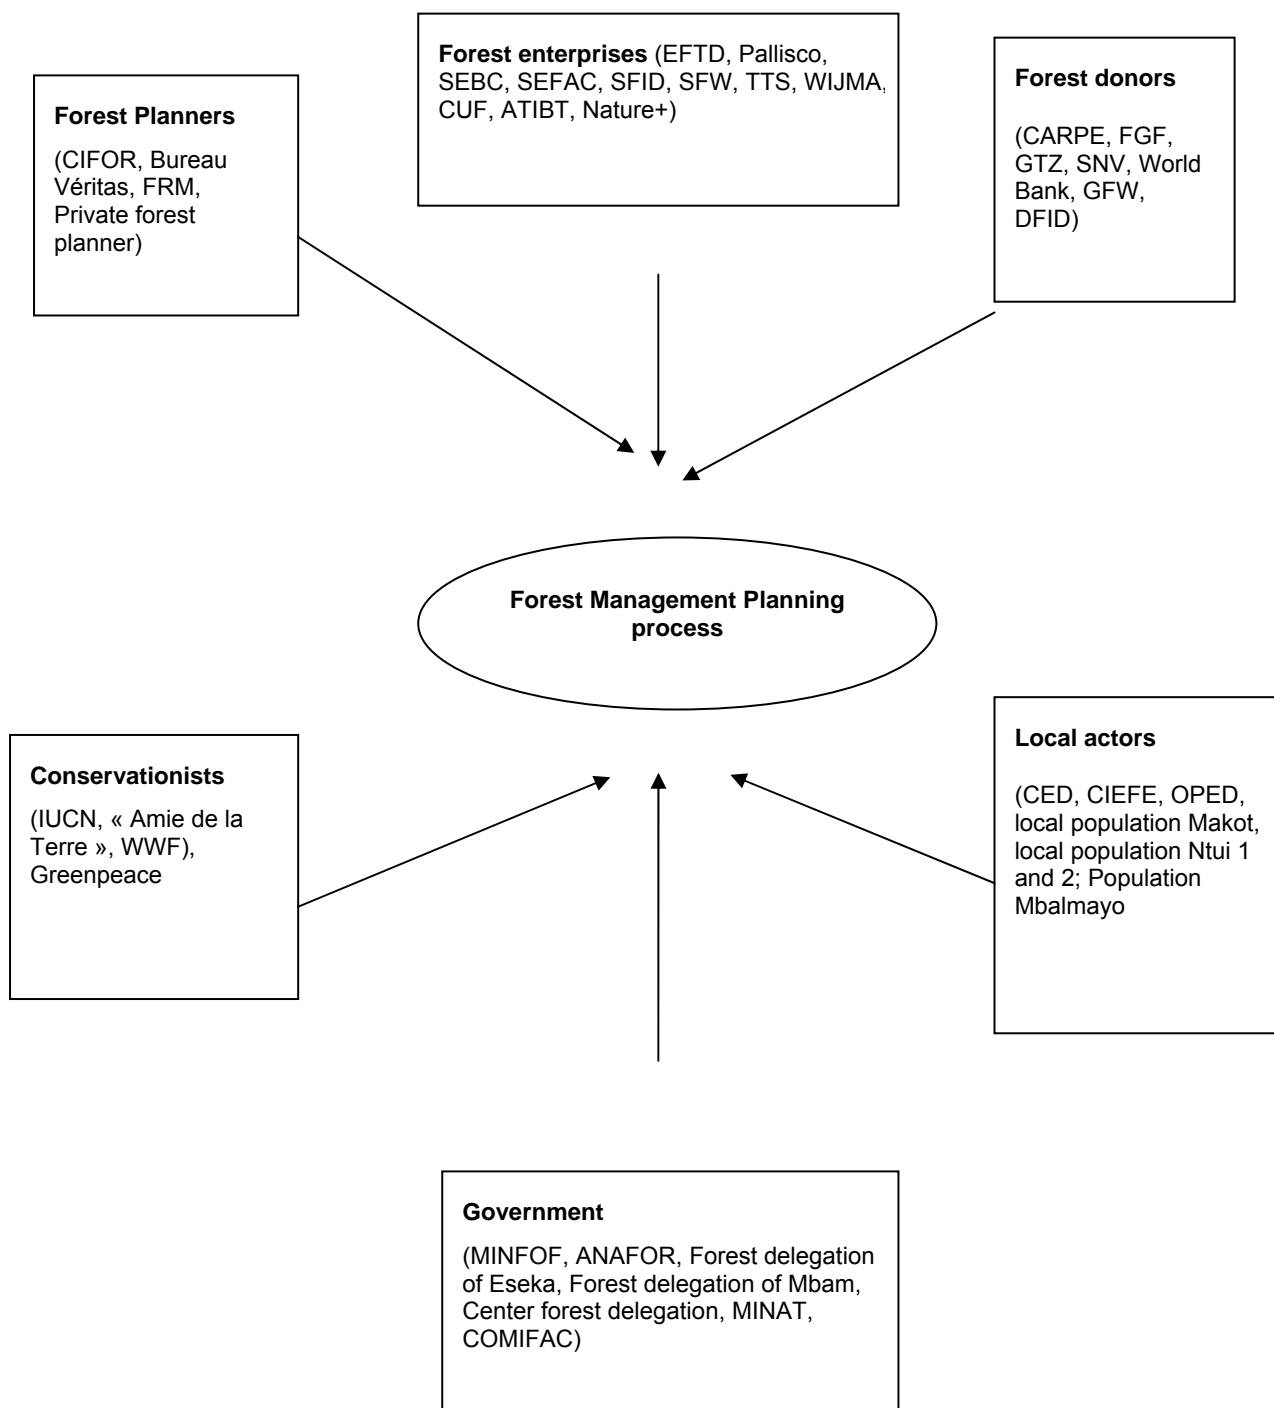 Forest enterprises (EFTD, Pallisco,
SEBC, SEFAC, SFID, SFW, TTS, WIJMA,
CUF, ATIBT, Nature+)
Forest Planners
(CIFOR, Bureau
Véritas, FRM,
Private forest
planner)
Forest donors
(CARPE, FGF,
GTZ, SNV, World
Bank, GFW,
DFID)
Forest Management Planning
process
Conservationists
(IUCN, « Amie de la
Terre », WWF),
Greenpeace
Local actors
(CED, CIEFE, OPED,
local population Makot,
local population Ntui 1
and 2; Population
Mbalmayo
Government
(MINFOF, ANAFOR, Forest delegation
of Eseka, Forest delegation of Mbam,
Center forest delegation, MINAT,
COMIFAC)